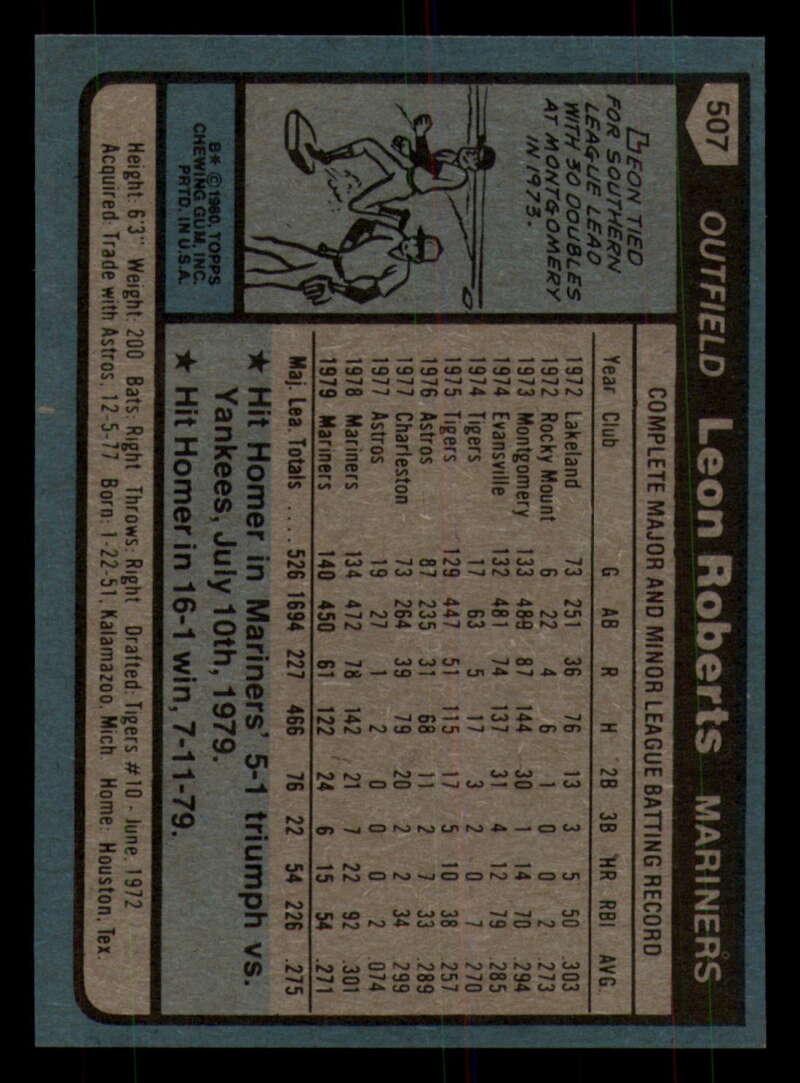 507
OUTFIELD Leon Roberts MARINERS
LEON TIED
FOR SOUTHERN
LEAGUE LEAD
WITH 30 DOUBLES
AT MONTGOMERY
IN 1973.
B* © 1980 TOPPS
CHEWING GUM, INC.
PRTD. IN U.S.A.
COMPLETE MAJOR AND MINOR LEAGUE BATTING RECORD
Year Club G AB R H 2B 3B HR RBI AVG.
1972 Lakeland 73 251 36 76 13 3 5 50 .303
1972 Rocky Mount 6 22 4 6 1 0 0 2 .273
1973 Montgomery 133 489 87 144 30 1 14 70 .294
1974 Evansville 132 481 74 137 31 4 12 79 .285
1974 Tigers 17 63 5 17 3 2 0 7 .270
1975 Tigers 129 447 51 115 17 5 10 38 .257
1976 Astros 87 235 31 68 11 2 7 33 .289
1977 Charleston 73 264 39 79 20 2 2 34 .299
1977 Astros 19 27 1 2 0 0 0 2 .074
1978 Mariners 134 472 78 142 21 7 22 92 .301
1979 Mariners 140 450 61 122 24 6 15 54 .271
Maj. Lea. Totals .... 526 1694 227 466 76 22 54 226 .275
★ Hit Homer in Mariners' 5-1 triumph vs.
Yankees, July 10th, 1979.
★ Hit Homer in 16-1 win, 7-11-79.
Height: 6'3" Weight: 200 Bats: Right Throws: Right Drafted: Tigers #10 - June, 1972
Acquired: Trade with Astros, 12-5-77 Born: 1-22-51, Kalamazoo, Mich. Home: Houston, Tex.